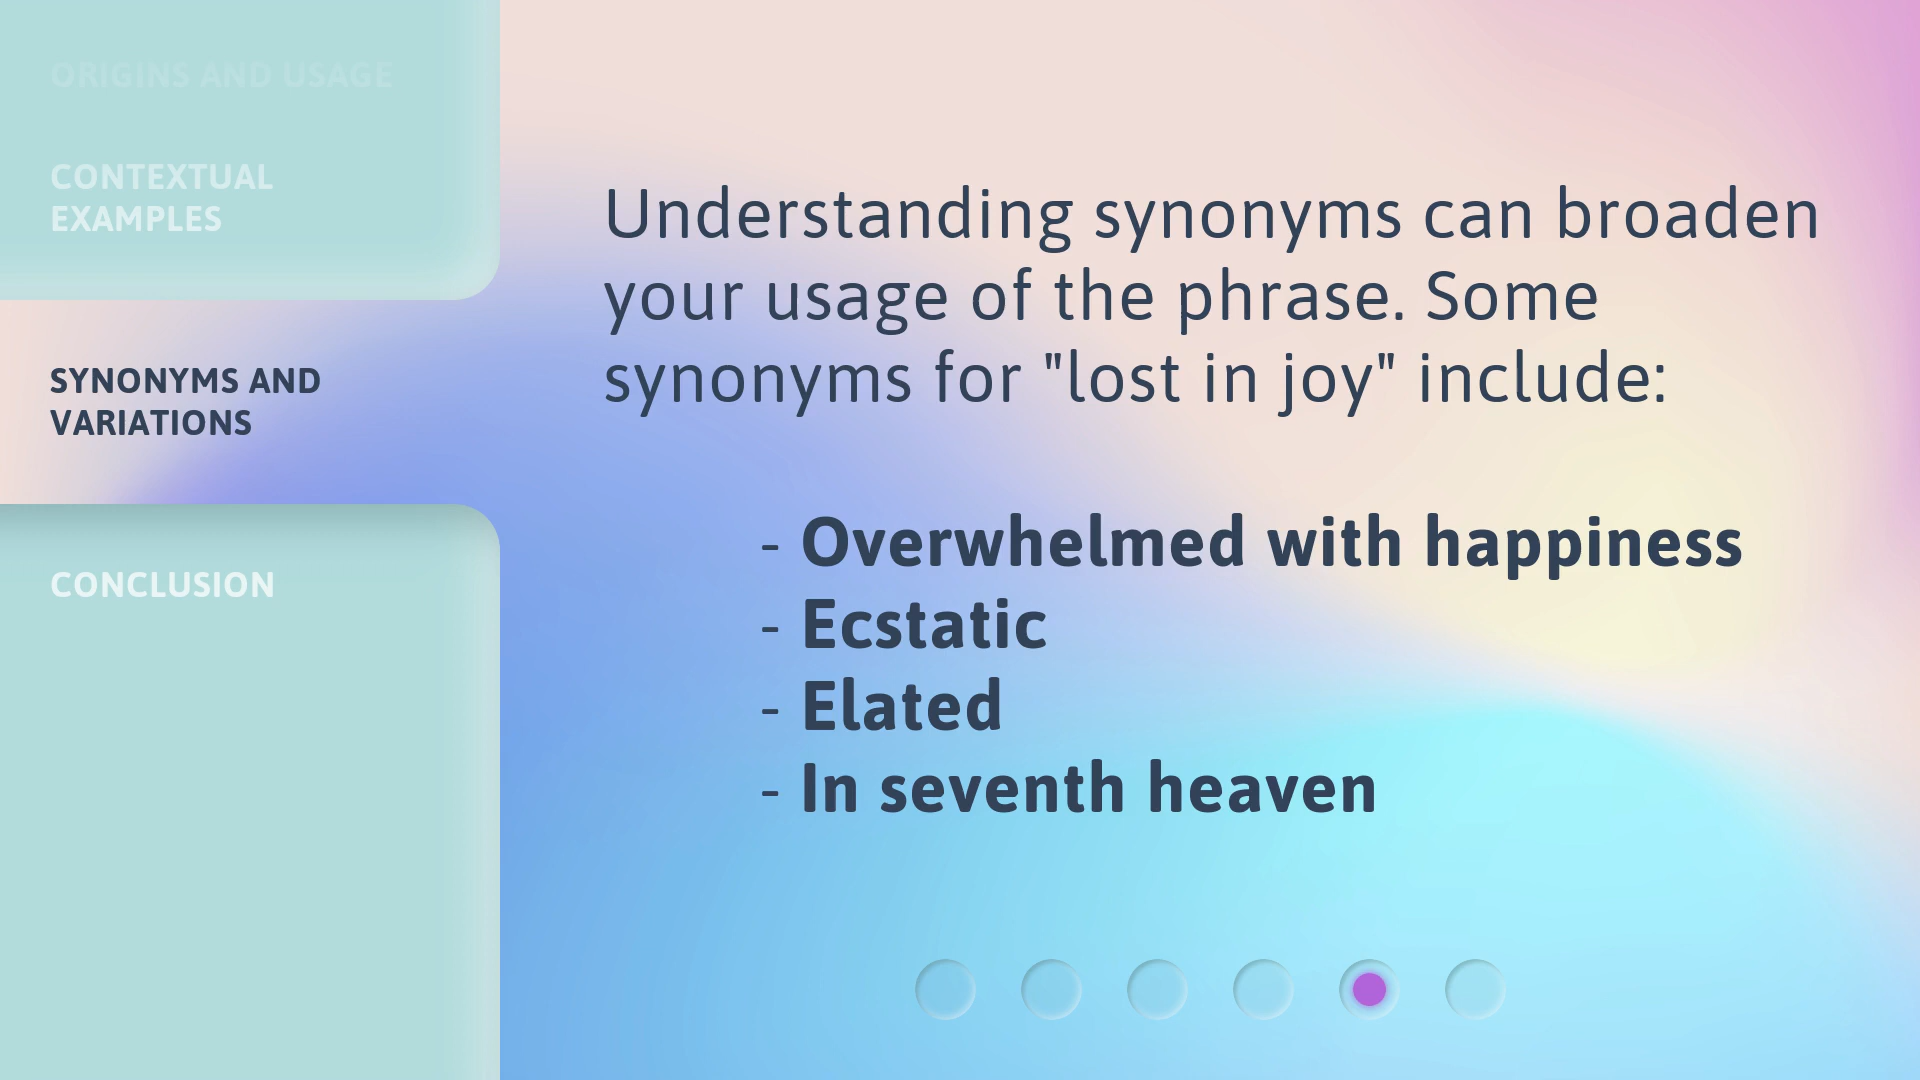 ORIGINS AND USAGE
CONTEXTUAL
EXAMPLES
SYNONYMS AND
VARIATIONS
CONCLUSION
Understanding synonyms can broaden
your usage of the phrase. Some
synonyms for "lost in joy" include:
- Overwhelmed with happiness
- Ecstatic
- Elated
- In seventh heaven